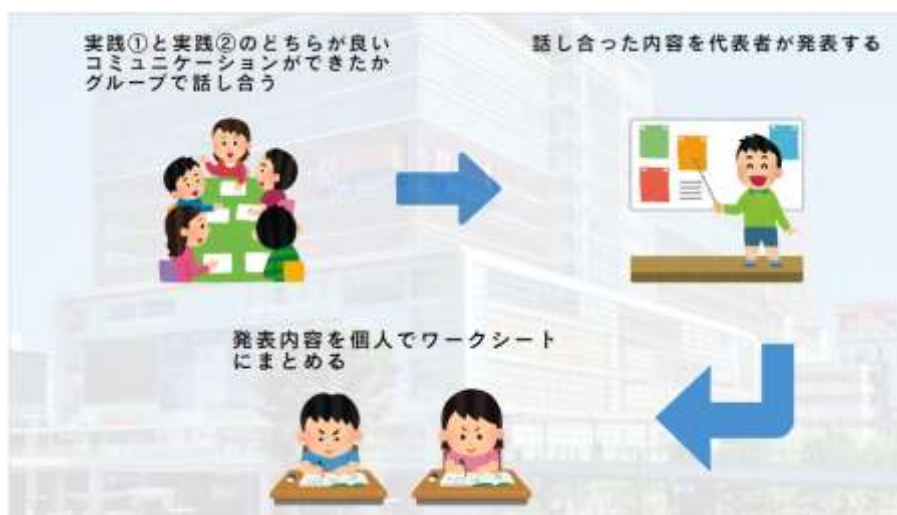 実践①と実践②のどちらが良い
コミュニケーションができたか
グループで話し合う
話し合った内容を代表者が発表する
発表内容を個人でワークシート
にまとめる